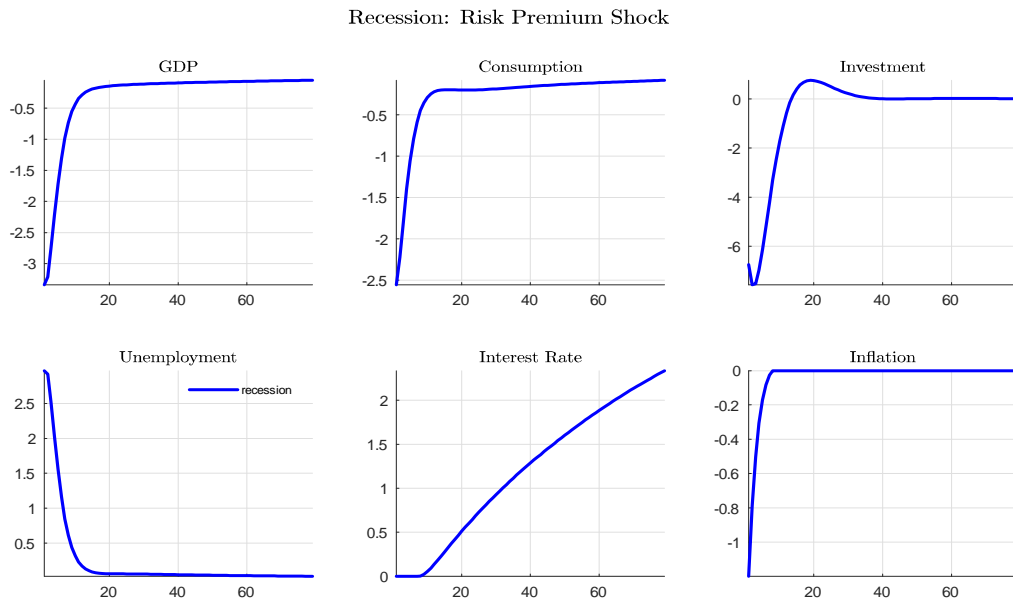 Recession: Risk Premium Shock
GDP
-0.5
-1
-1.5
-2
-2.5
-3
20 40 60
Consumption
-0.5
-1
-1.5
-2
-2.5
20 40 60
Investment
0
-2
-4
-6
20 40 60
Unemployment
recession
2.5
2
1.5
1
0.5
20 40 60
Interest Rate
2
1.5
1
0.5
0
20 40 60
Inflation
0
-0.2
-0.4
-0.6
-0.8
-1
20 40 60